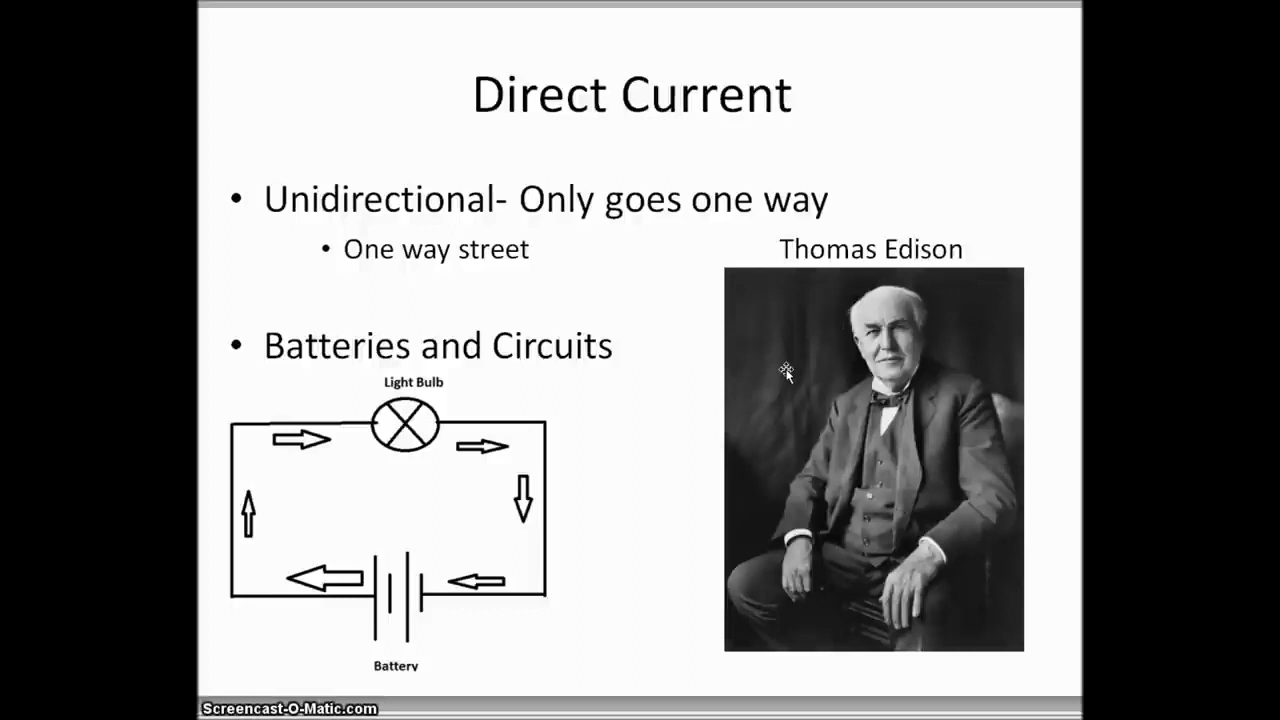 Direct Current
• Unidirectional- Only goes one way
• One way street
Thomas Edison
• Batteries and Circuits
Light Bulb
Battery
Screencast-O-Matic.com